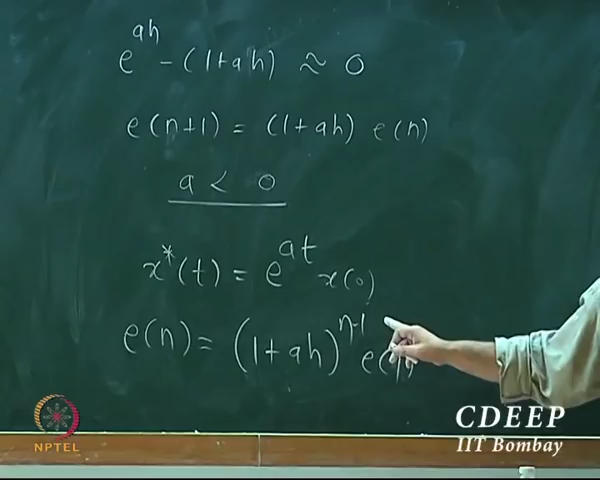 e^{ah} - (1+ah) ≈ 0
e(n+1) = (1+ah) e(n)
a < 0
x*(t) = e^{at} x(0)
e(n) = (1+ah)^{n-1}
NPTEL
CDEEP
IIT Bombay